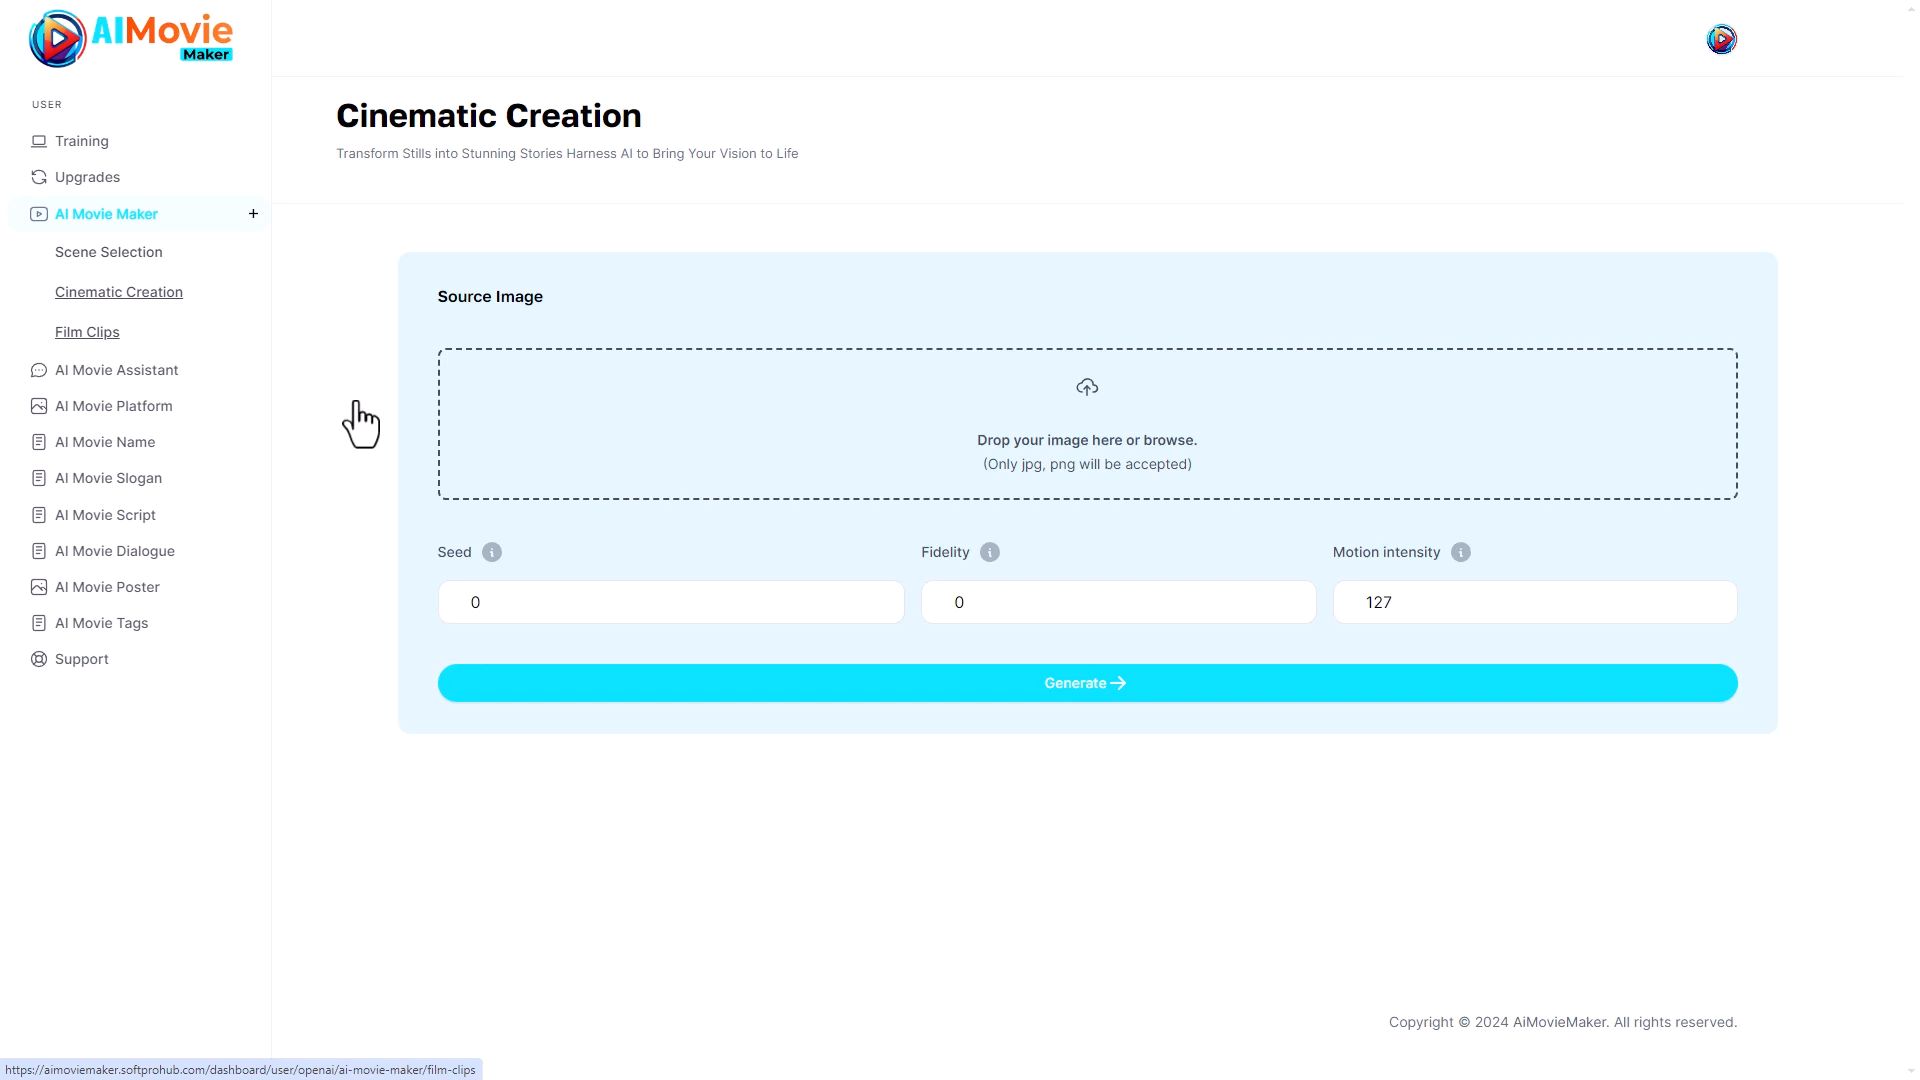 AIMovie
Maker
USER
Training
Upgrades
AI Movie Maker +
Scene Selection
Cinematic Creation
Film Clips
AI Movie Assistant
AI Movie Platform
AI Movie Name
AI Movie Slogan
AI Movie Script
AI Movie Dialogue
AI Movie Poster
AI Movie Tags
Support
Cinematic Creation
Transform Stills into Stunning Stories Harness AI to Bring Your Vision to Life
Source Image
Drop your image here or browse.
(Only jpg, png will be accepted)
Seed i Fidelity i Motion intensity i
0 0 127
Generate →
Copyright © 2024 AiMovieMaker. All rights reserved.
https://aimoviemaker.softprohub.com/dashboard/user/openai/ai-movie-maker/film-clips